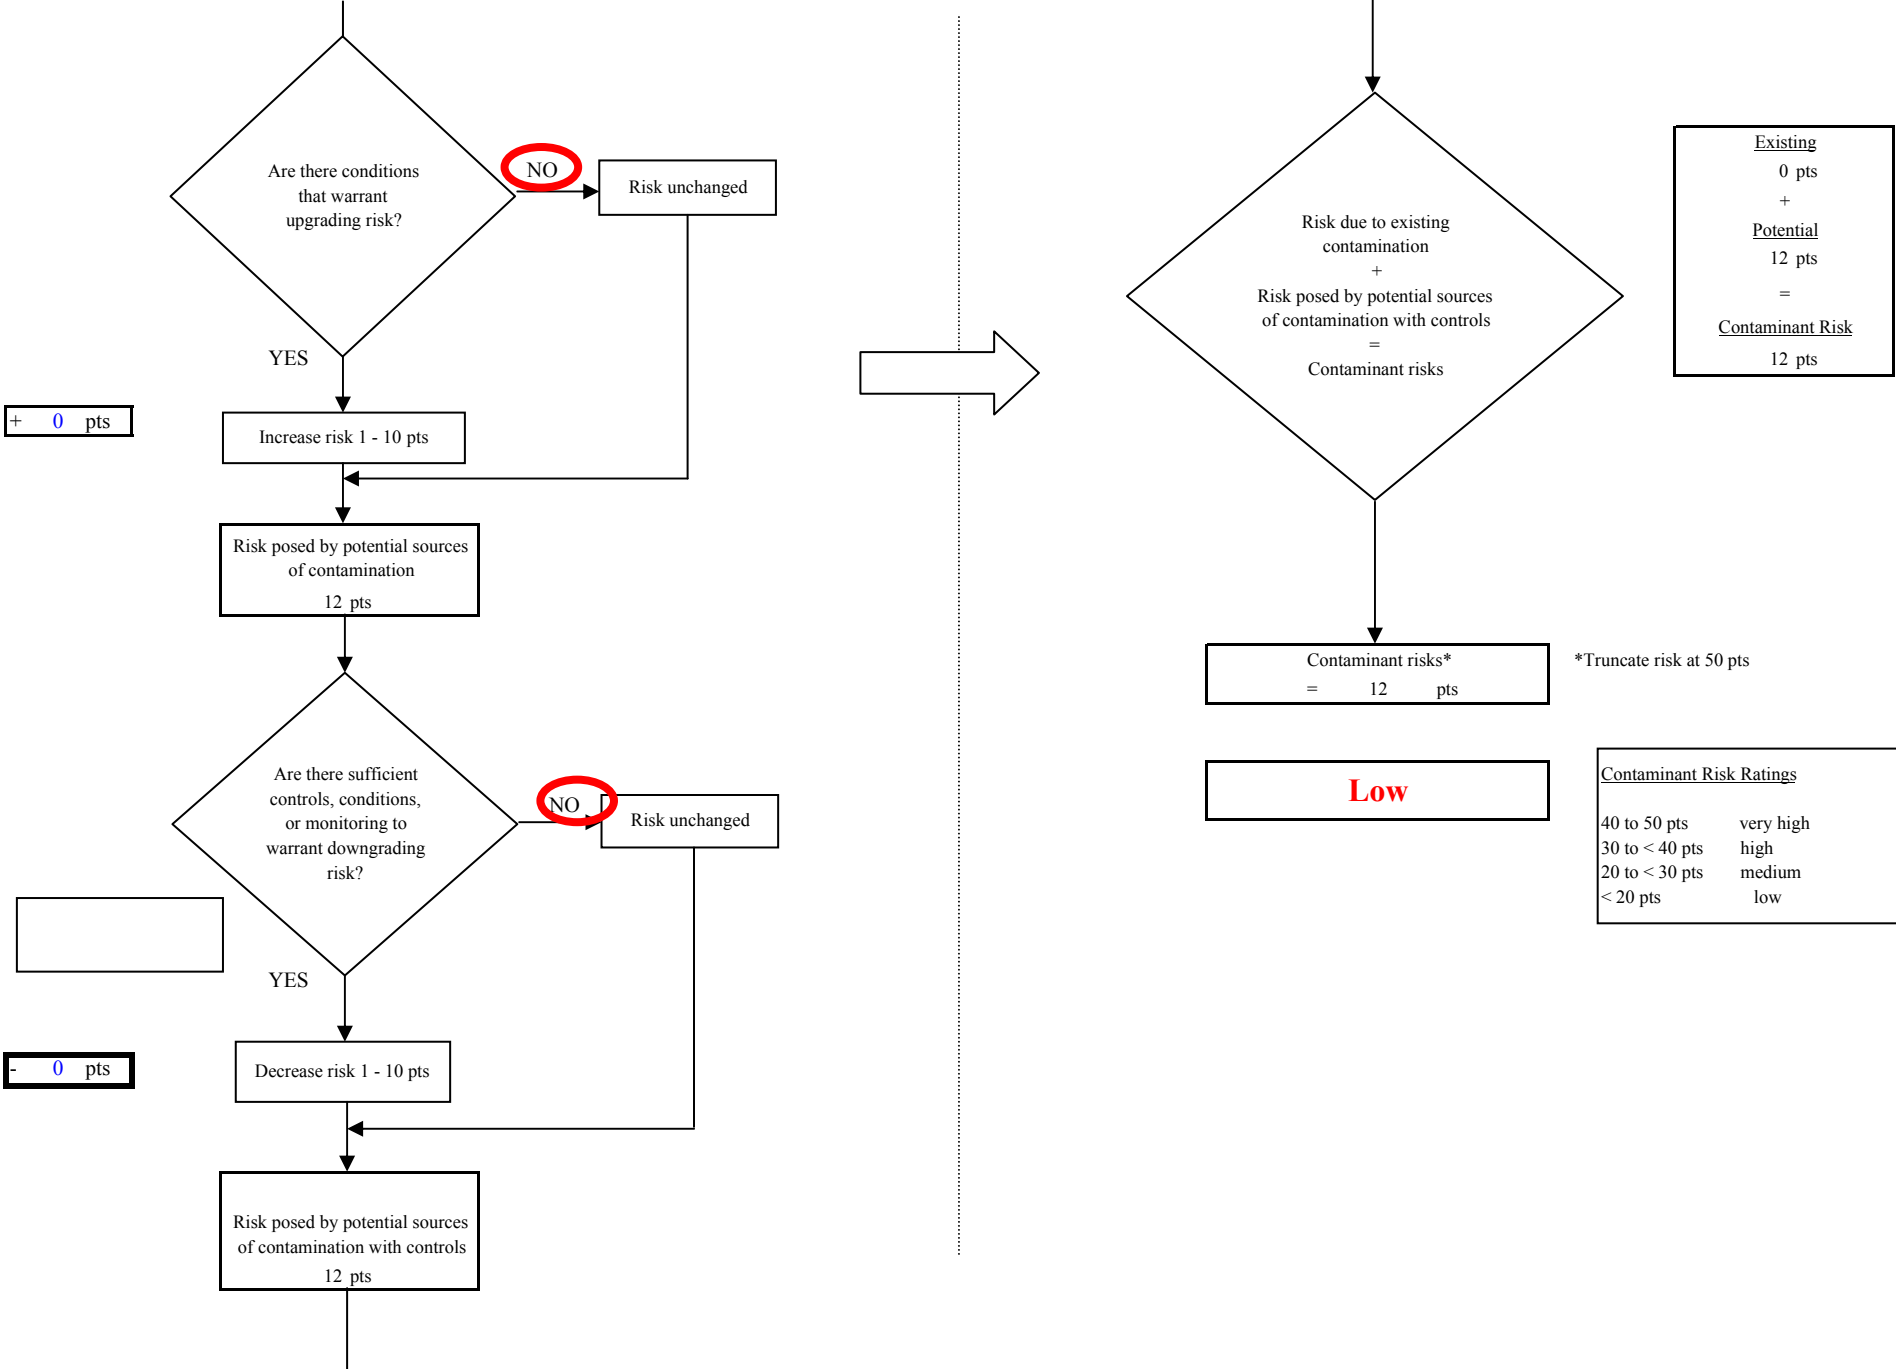 Are there conditions
that warrant
upgrading risk?
NO
Risk unchanged
YES
+ 0 pts
Increase risk 1 - 10 pts
Risk posed by potential sources
of contamination
12 pts
Are there sufficient
controls, conditions,
or monitoring to
warrant downgrading
risk?
NO
Risk unchanged
YES
- 0 pts
Decrease risk 1 - 10 pts
Risk posed by potential sources
of contamination with controls
12 pts
Risk due to existing
contamination
+
Risk posed by potential sources
of contamination with controls
=
Contaminant risks
Existing
0 pts
+
Potential
12 pts
=
Contaminant Risk
12 pts
Contaminant risks*
= 12 pts
*Truncate risk at 50 pts
Low
Contaminant Risk Ratings
40 to 50 pts very high
30 to < 40 pts high
20 to < 30 pts medium
< 20 pts low